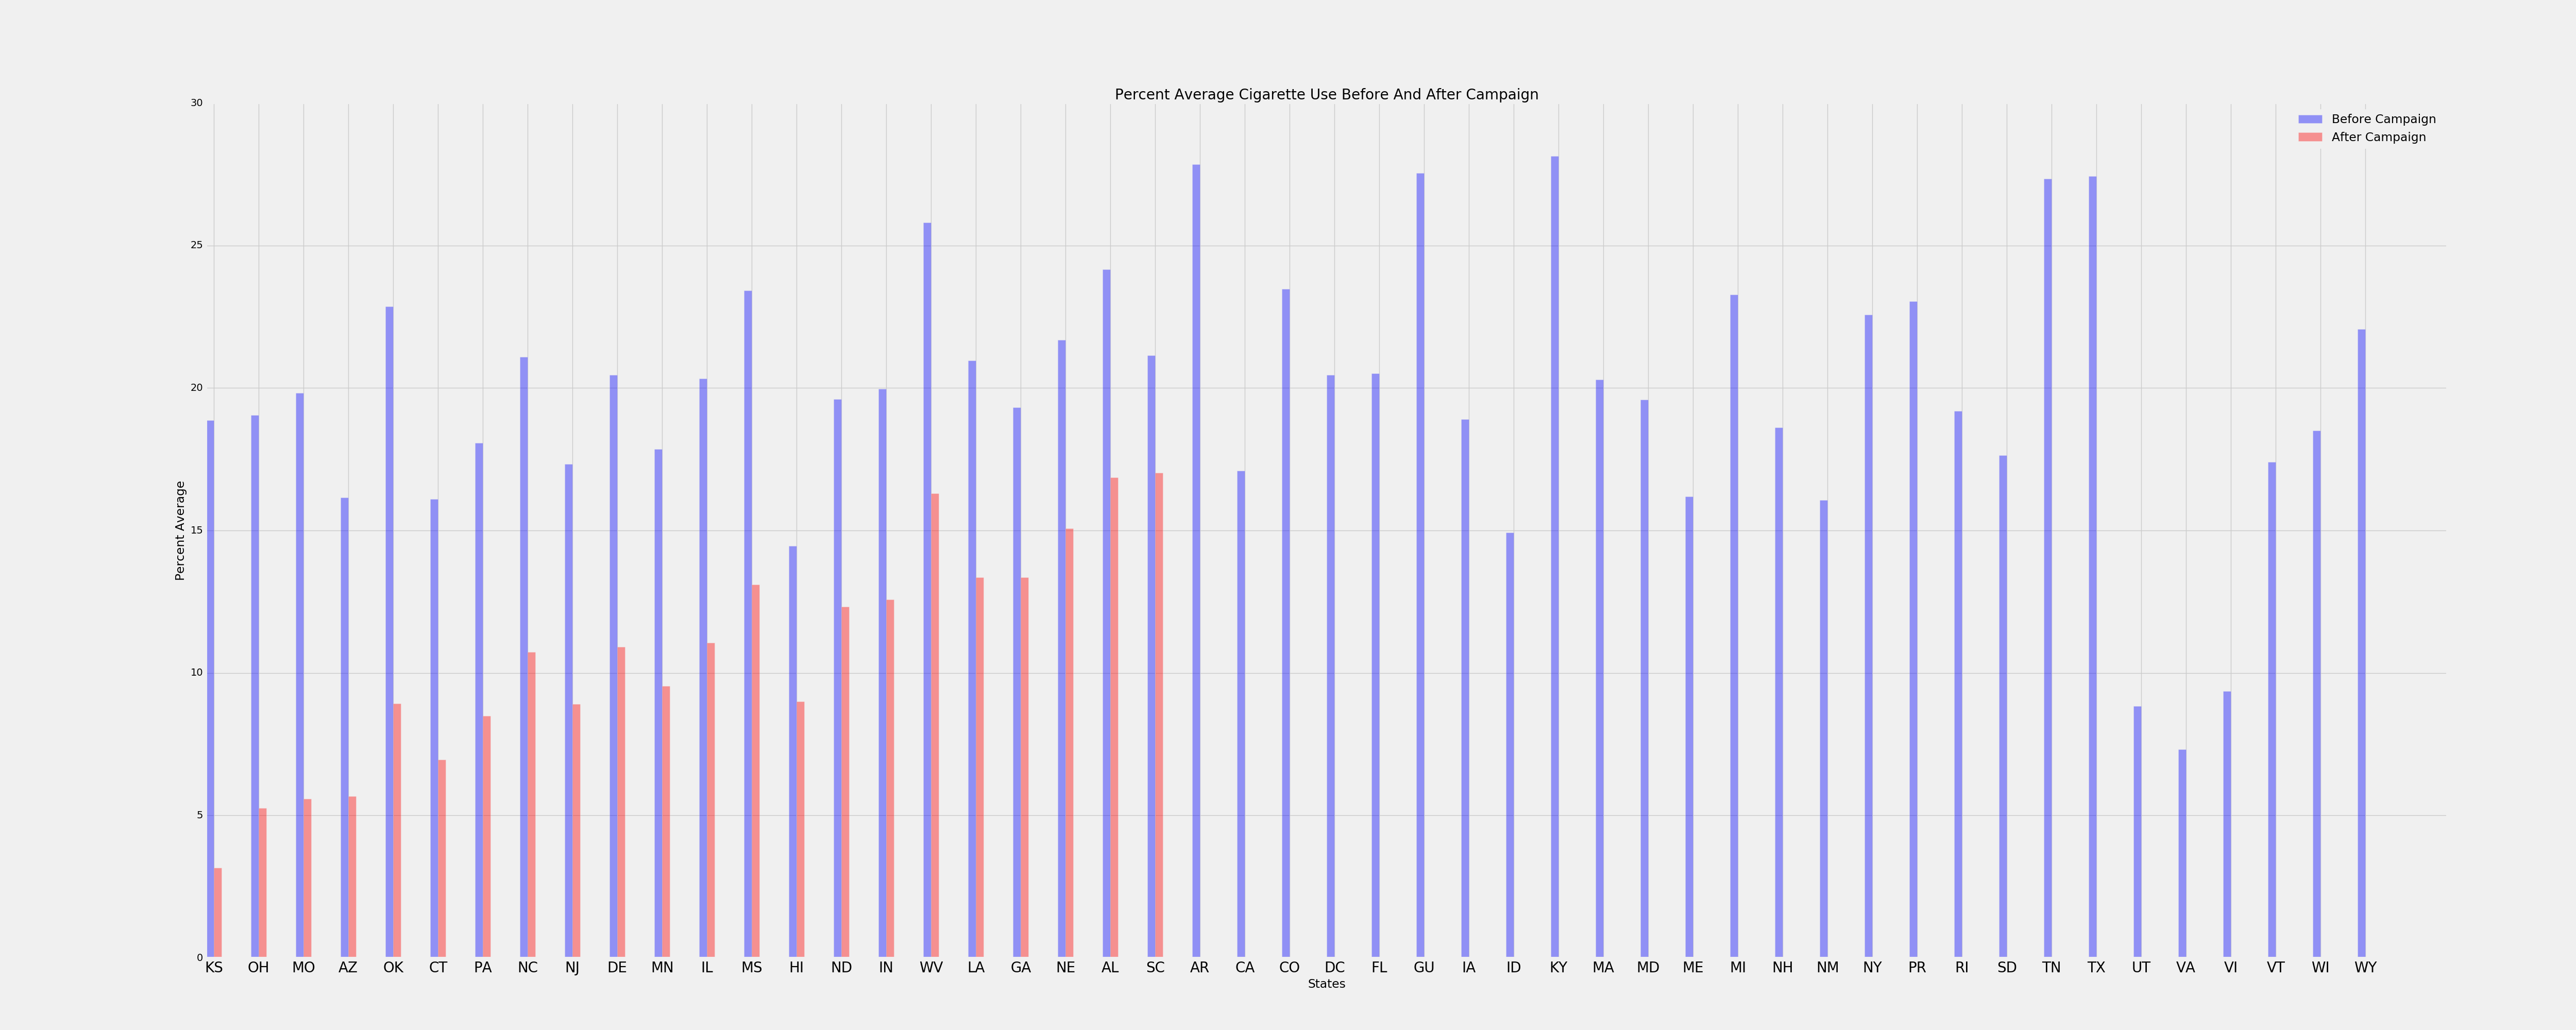 Percent Average Cigarette Use Before And After Campaign
Before Campaign
After Campaign
30
25
20
15
10
5
0
Percent Average
KS OH MO AZ OK CT PA NC NJ DE MN IL MS HI ND IN WV LA GA NE AL SC AR CA CO DC FL GU IA ID KY MA MD ME MI NH NM NY PR RI SD TN TX UT VA VI VT WI WY
States